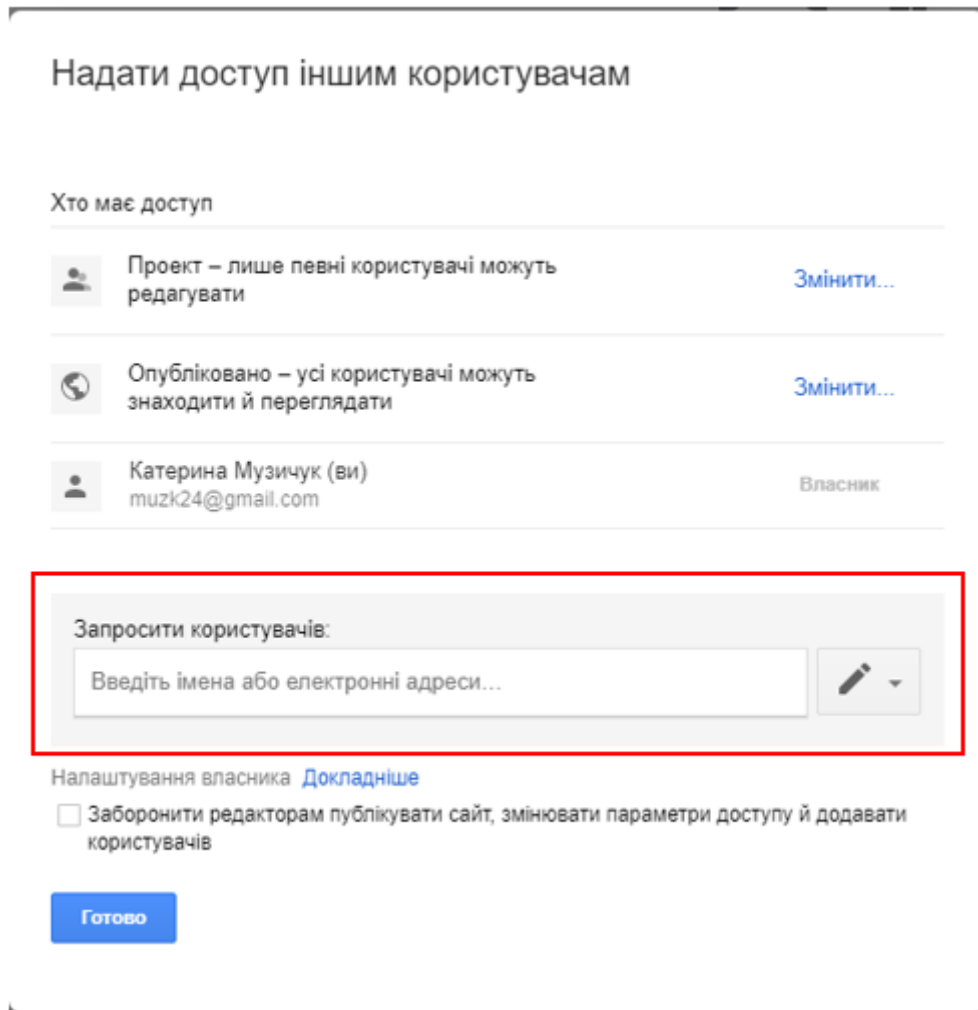 Надати доступ іншим користувачам
Хто має доступ
Проект – лише певні користувачі можуть
редагувати
Змінити...
Опубліковано – усі користувачі можуть
знаходити й переглядати
Змінити...
Катерина Музичук (ви)
muzk24@gmail.com
Власник
Запросити користувачів:
Введіть імена або електронні адреси...
Налаштування власника Докладніше
Заборонити редакторам публікувати сайт, змінювати параметри доступу й додавати
користувачів
Готово